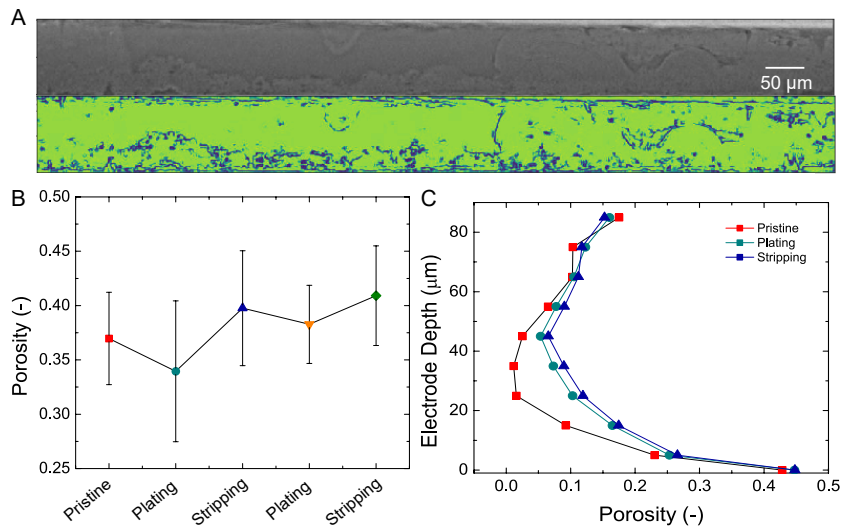 A
50 μm
B
0.50
0.45
0.40
0.35
0.30
0.25
Porosity (-)
Pristine
Plating
Stripping
Plating
Stripping
C
80
60
40
20
0
Electrode Depth (μm)
Pristine
Plating
Stripping
0.0 0.1 0.2 0.3 0.4 0.5
Porosity (-)